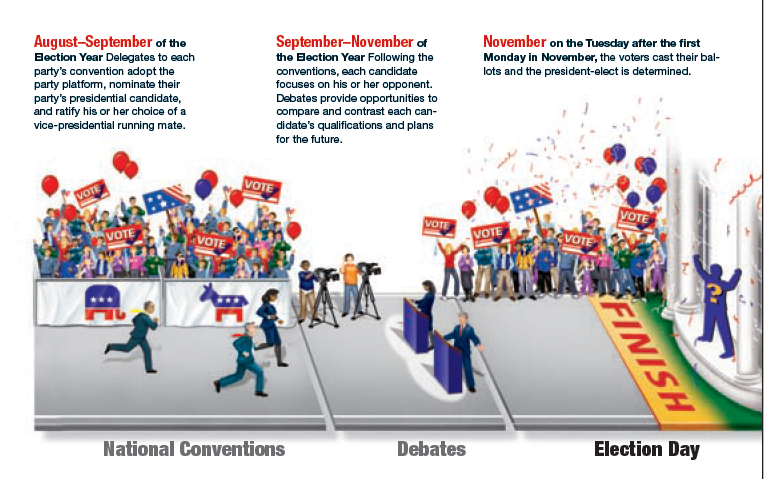 August–September of the
Election Year Delegates to each
party's convention adopt the
party platform, nominate their
party's presidential candidate,
and ratify his or her choice of a
vice-presidential running mate.
September–November of
the Election Year Following the
conventions, each candidate
focuses on his or her opponent.
Debates provide opportunities to
compare and contrast each can-
didate's qualifications and plans
for the future.
November on the Tuesday after the first
Monday in November, the voters cast their bal-
lots and the president-elect is determined.
VOTE
VOTE
VOTE
VOTE
VOTE
VOTE
VOTE
VOTE
?
FINISH
National Conventions
Debates
Election Day